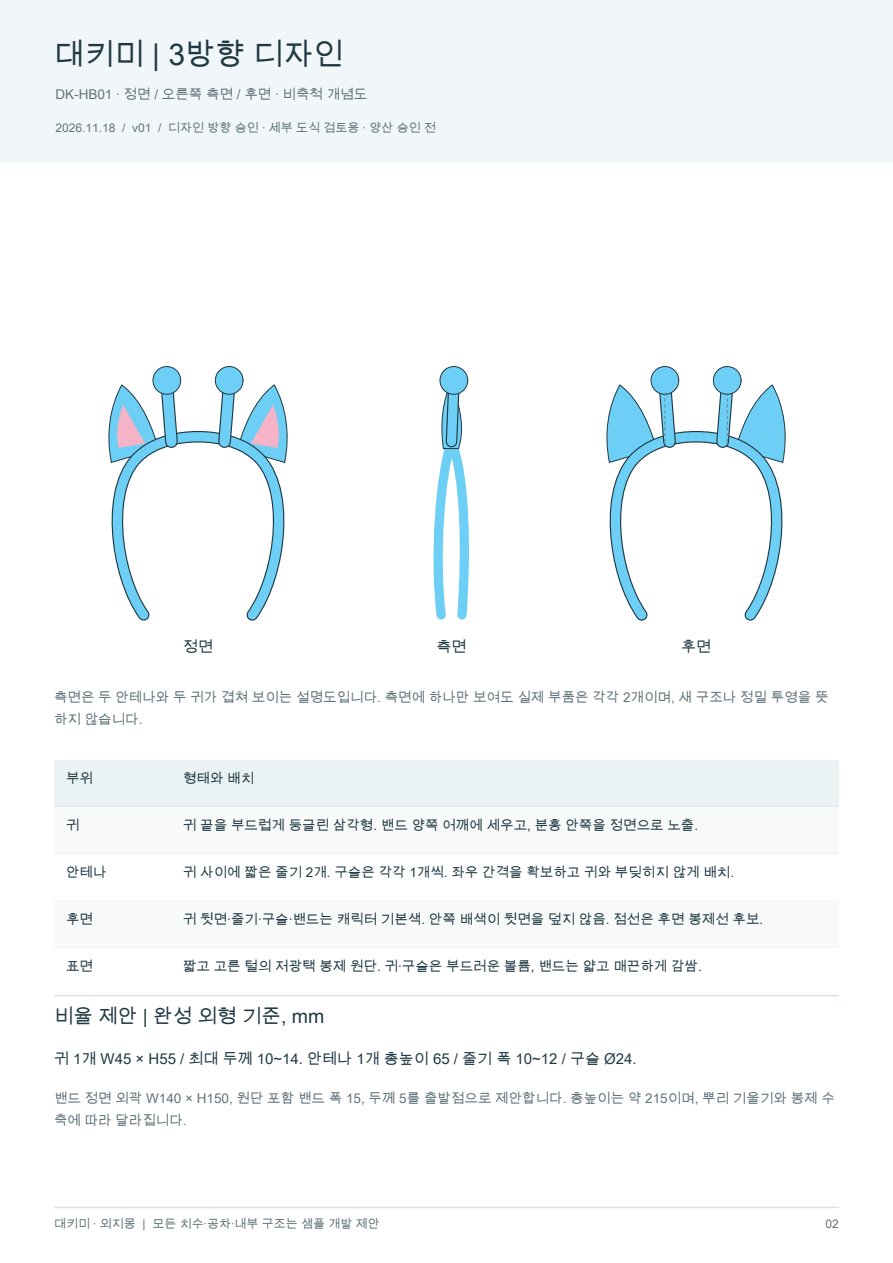 대키미 | 3방향 디자인
DK-HB01 · 정면 / 오른쪽 측면 / 후면 · 비축척 개념도
2026.11.18 / v01 / 디자인 방향 승인 · 세부 도식 검토용 · 양산 승인 전
정면
측면
후면
측면은 두 안테나와 두 귀가 겹쳐 보이는 설명도입니다. 측면에 하나만 보여도 실제 부품은 각각 2개이며, 새 구조나 정밀 투영을 뜻
하지 않습니다.
부위 형태와 배치
귀 귀 끝을 부드럽게 둥글린 삼각형. 밴드 양쪽 어깨에 세우고, 분홍 안쪽을 정면으로 노출.
안테나 귀 사이에 짧은 줄기 2개. 구슬은 각각 1개씩. 좌우 간격을 확보하고 귀와 부딪히지 않게 배치.
후면 귀 뒷면·줄기·구슬·밴드는 캐릭터 기본색. 안쪽 배색이 뒷면을 덮지 않음. 점선은 후면 봉제선 후보.
표면 짧고 고른 털의 저광택 봉제 원단. 귀·구슬은 부드러운 볼륨, 밴드는 얇고 매끈하게 감쌈.
비율 제안 | 완성 외형 기준, mm
귀 1개 W45 × H55 / 최대 두께 10~14. 안테나 1개 총높이 65 / 줄기 폭 10~12 / 구슬 Ø24.
밴드 정면 외곽 W140 × H150, 원단 포함 밴드 폭 15, 두께 5를 출발점으로 제안합니다. 총높이는 약 215이며, 뿌리 기울기와 봉제 수
축에 따라 달라집니다.
대키미 · 외지몽 | 모든 치수·공차·내부 구조는 샘플 개발 제안
02